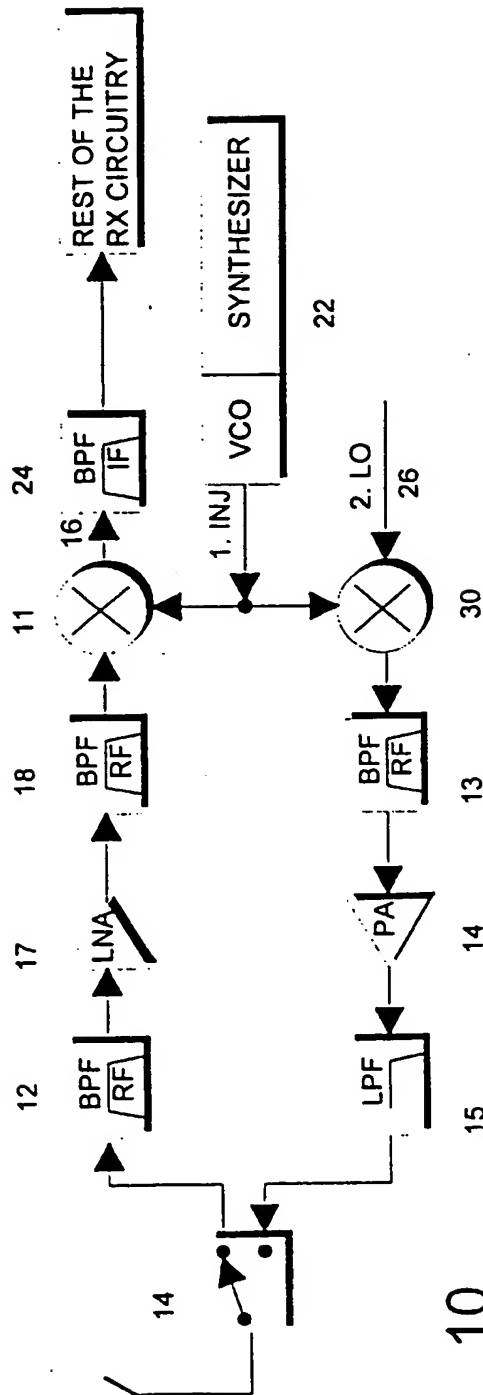 12
17
18
11
24
BPF
RF
LNA
BPF
RF
16
BPF
IF
REST OF THE
RX CIRCUITRY
14
1. INJ
VCO
SYNTHESIZER
22
LPF
PA
BPF
RF
2. LO
26
15
14
13
30
10